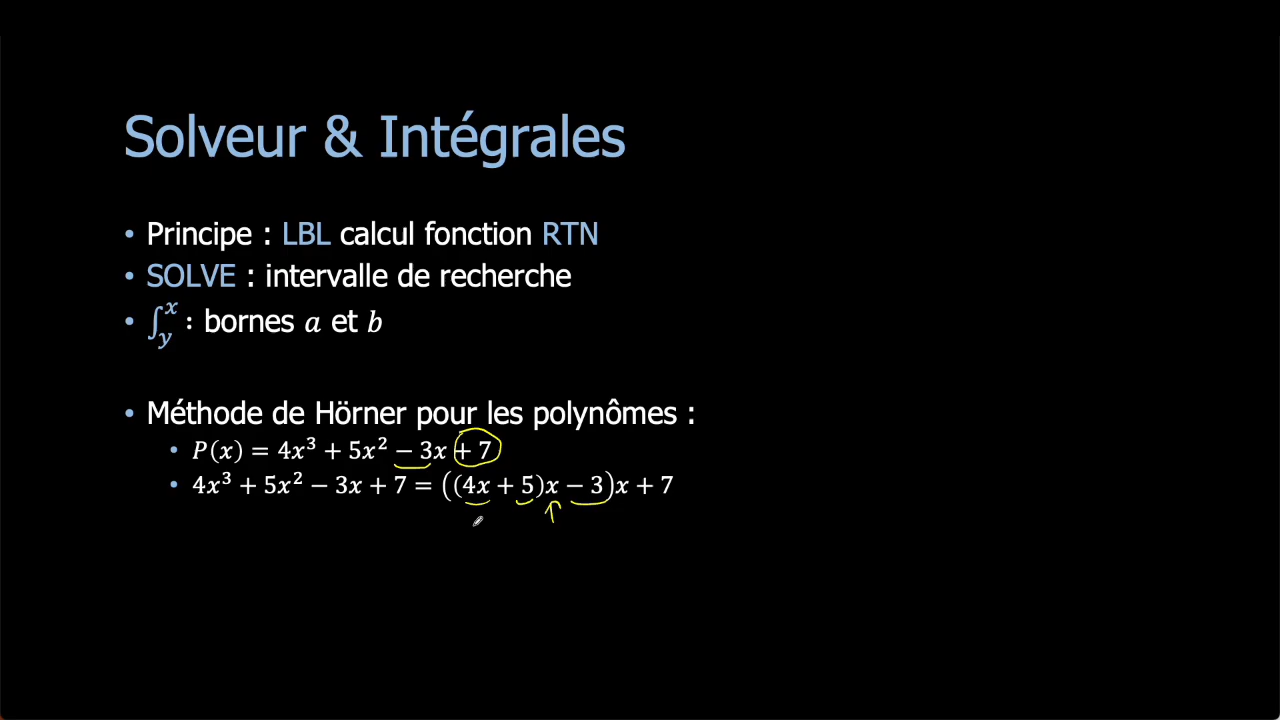 Solveur & Intégrales
• Principe : LBL calcul fonction RTN
• SOLVE : intervalle de recherche
• ∫_y^x : bornes a et b
• Méthode de Hörner pour les polynômes :
• P(x) = 4x³ + 5x² − 3x + 7
• 4x³ + 5x² − 3x + 7 = ((4x + 5)x − 3)x + 7